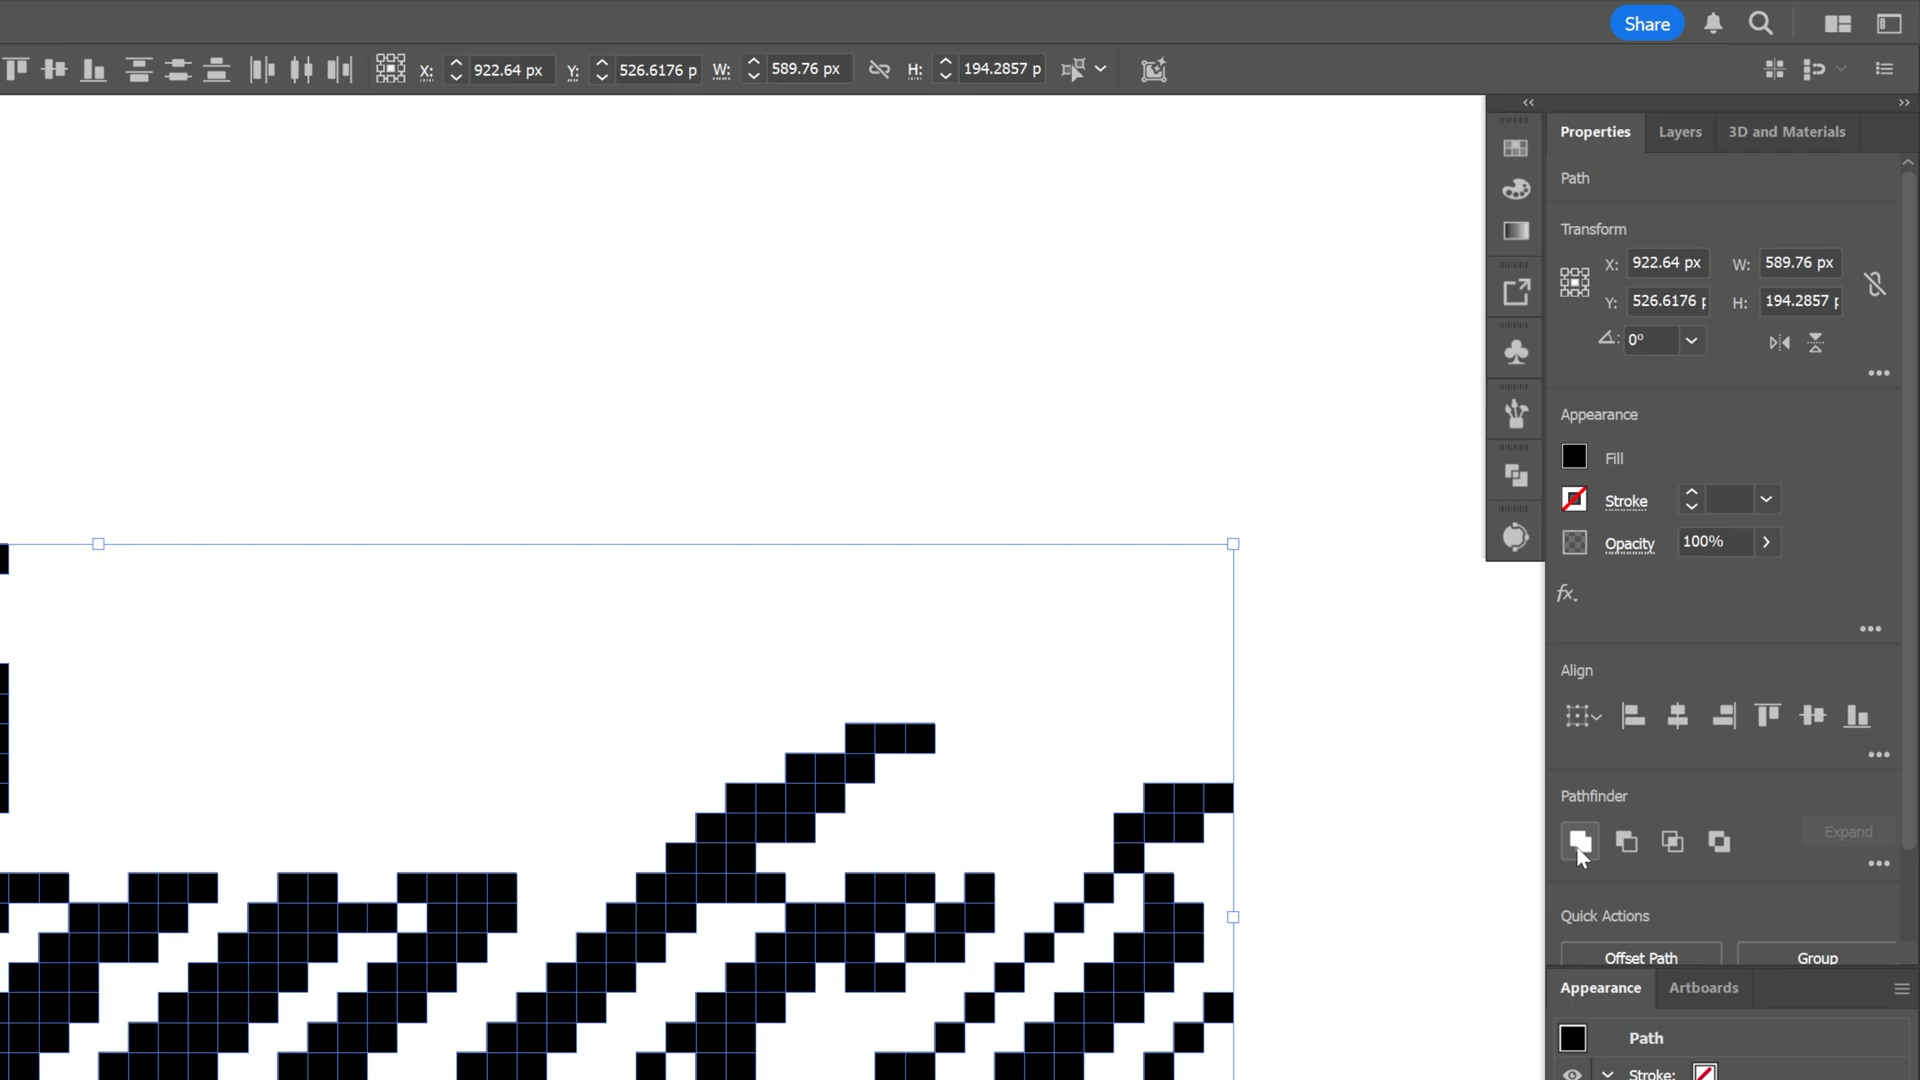 Share
X: 922.64 px Y: 526.6176 p W: 589.76 px H: 194.2857 p
Properties Layers 3D and Materials
Path
Transform
X: 922.64 px W: 589.76 px
Y: 526.6176 p H: 194.2857 p
0°
Appearance
Fill
Stroke
Opacity 100%
fx.
Align
Pathfinder
Expand
Quick Actions
Offset Path Group
Appearance Artboards
Path
Stroke: